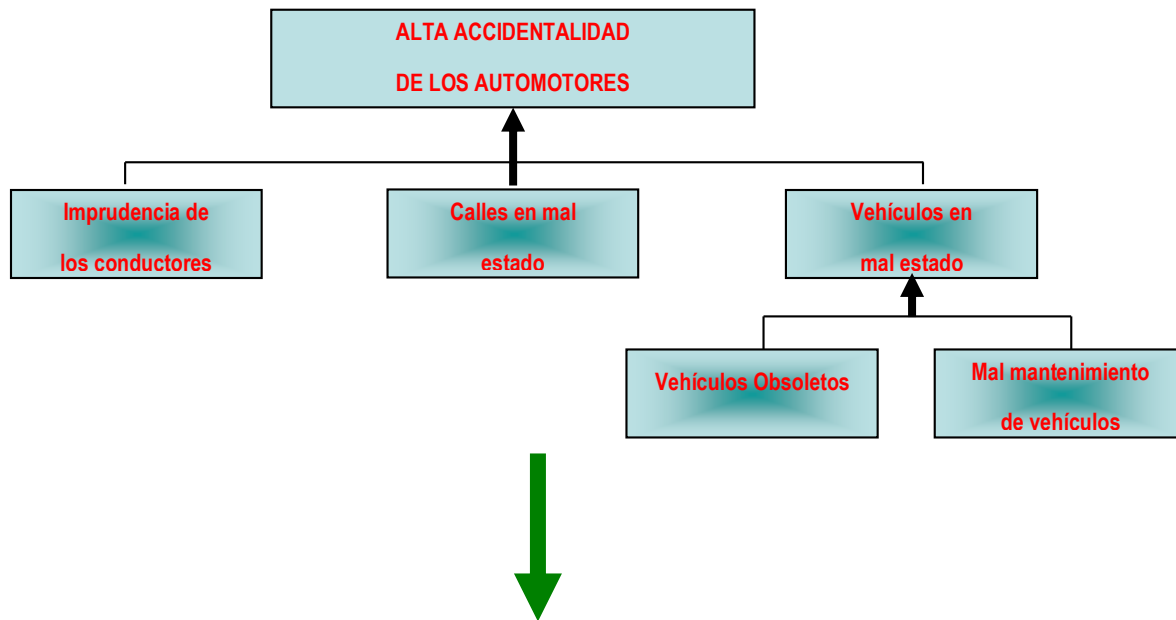 ALTA ACCIDENTALIDAD
DE LOS AUTOMOTORES
Imprudencia de
los conductores
Calles en mal
estado
Vehículos en
mal estado
Vehículos Obsoletos
Mal mantenimiento
de vehículos